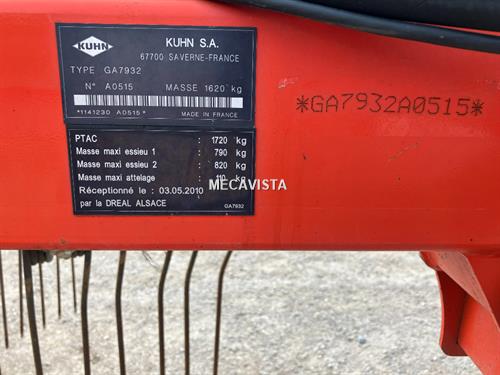 KUHN
KUHN S.A.
67700 SAVERNE-FRANCE
TYPE GA7932
N° A0515 MASSE 1620 kg
*1141230 A0515* MADE IN FRANCE
*GA7932A0515*
PTAC : 1720 kg
Masse maxi essieu 1 : 790 kg
Masse maxi essieu 2 : 820 kg
Masse maxi attelage : 110 kg
Réceptionné le : 03.05.2010
par la DREAL ALSACE GA7932
MECAVISTA